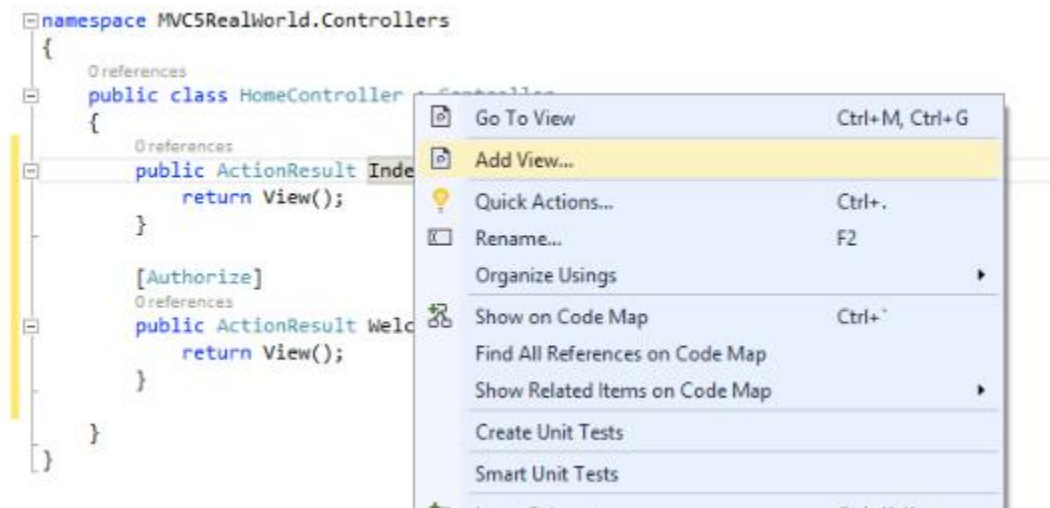 namespace MVC5RealWorld.Controllers
{
0 references
public class HomeController :
{
0 references
public ActionResult Inde
return View();
}
[Authorize]
0 references
public ActionResult Welc
return View();
}
}
}
Go To View Ctrl+M, Ctrl+G
Add View...
Quick Actions... Ctrl+.
Rename... F2
Organize Usings
Show on Code Map Ctrl+`
Find All References on Code Map
Show Related Items on Code Map
Create Unit Tests
Smart Unit Tests